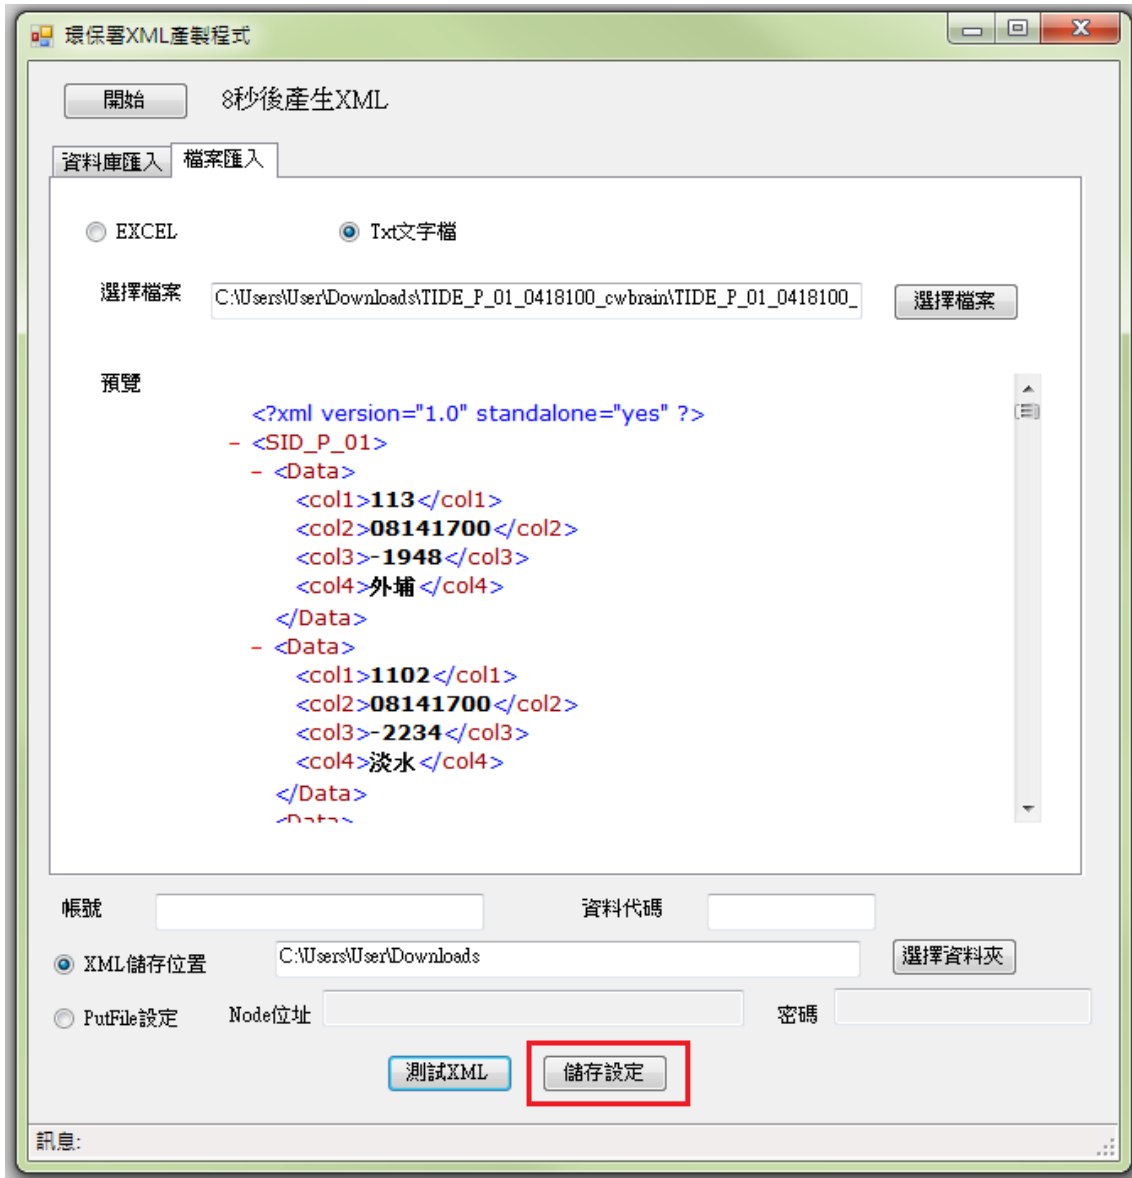 環保署XML產製程式
開始 8秒後產生XML
資料庫匯入 檔案匯入
EXCEL Txt文字檔
選擇檔案 C:\Users\User\Downloads\TIDE_P_01_0418100_cwbrain\TIDE_P_01_0418100_ 選擇檔案
預覽
<?xml version="1.0" standalone="yes" ?>
- <SID_P_01>
- <Data>
<col1>113</col1>
<col2>08141700</col2>
<col3>-1948</col3>
<col4>外埔</col4>
</Data>
- <Data>
<col1>1102</col1>
<col2>08141700</col2>
<col3>-2234</col3>
<col4>淡水</col4>
</Data>
<Data>
帳號 資料代碼
XML儲存位置 C:\Users\User\Downloads 選擇資料夾
PutFile設定 Node位址 密碼
測試XML 儲存設定
訊息: